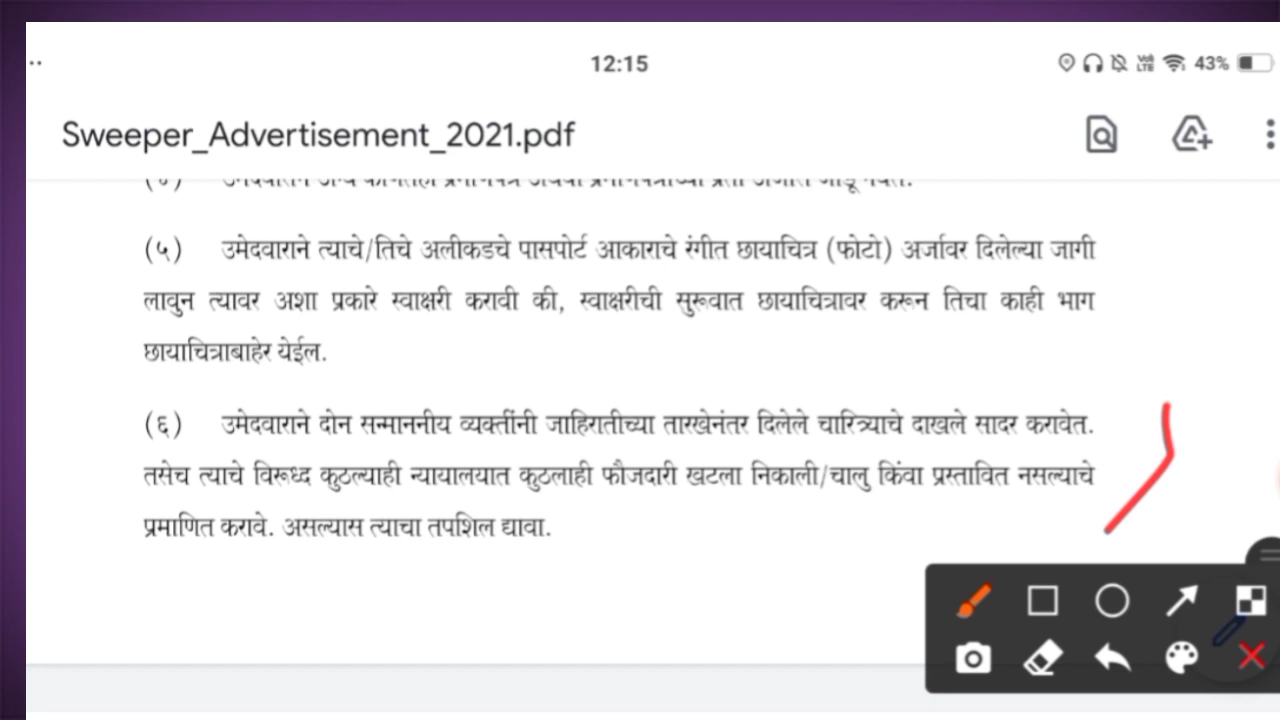 12:15
VoD LTE 43%
Sweeper_Advertisement_2021.pdf
(५) उमेदवाराने त्याचे/तिचे अलीकडचे पासपोर्ट आकाराचे रंगीत छायाचित्र (फोटो) अर्जावर दिलेल्या जागी
लावुन त्यावर अशा प्रकारे स्वाक्षरी करावी की, स्वाक्षरीची सुरूवात छायाचित्रावर करून तिचा काही भाग
छायाचित्राबाहेर येईल.
(६) उमेदवाराने दोन सन्माननीय व्यक्तींनी जाहिरातीच्या तारखेनंतर दिलेले चारित्र्याचे दाखले सादर करावेत.
तसेच त्याचे विरूध्द कुठल्याही न्यायालयात कुठलाही फौजदारी खटला निकाली/चालु किंवा प्रस्तावित नसल्याचे
प्रमाणित करावे. असल्यास त्याचा तपशिल द्यावा.